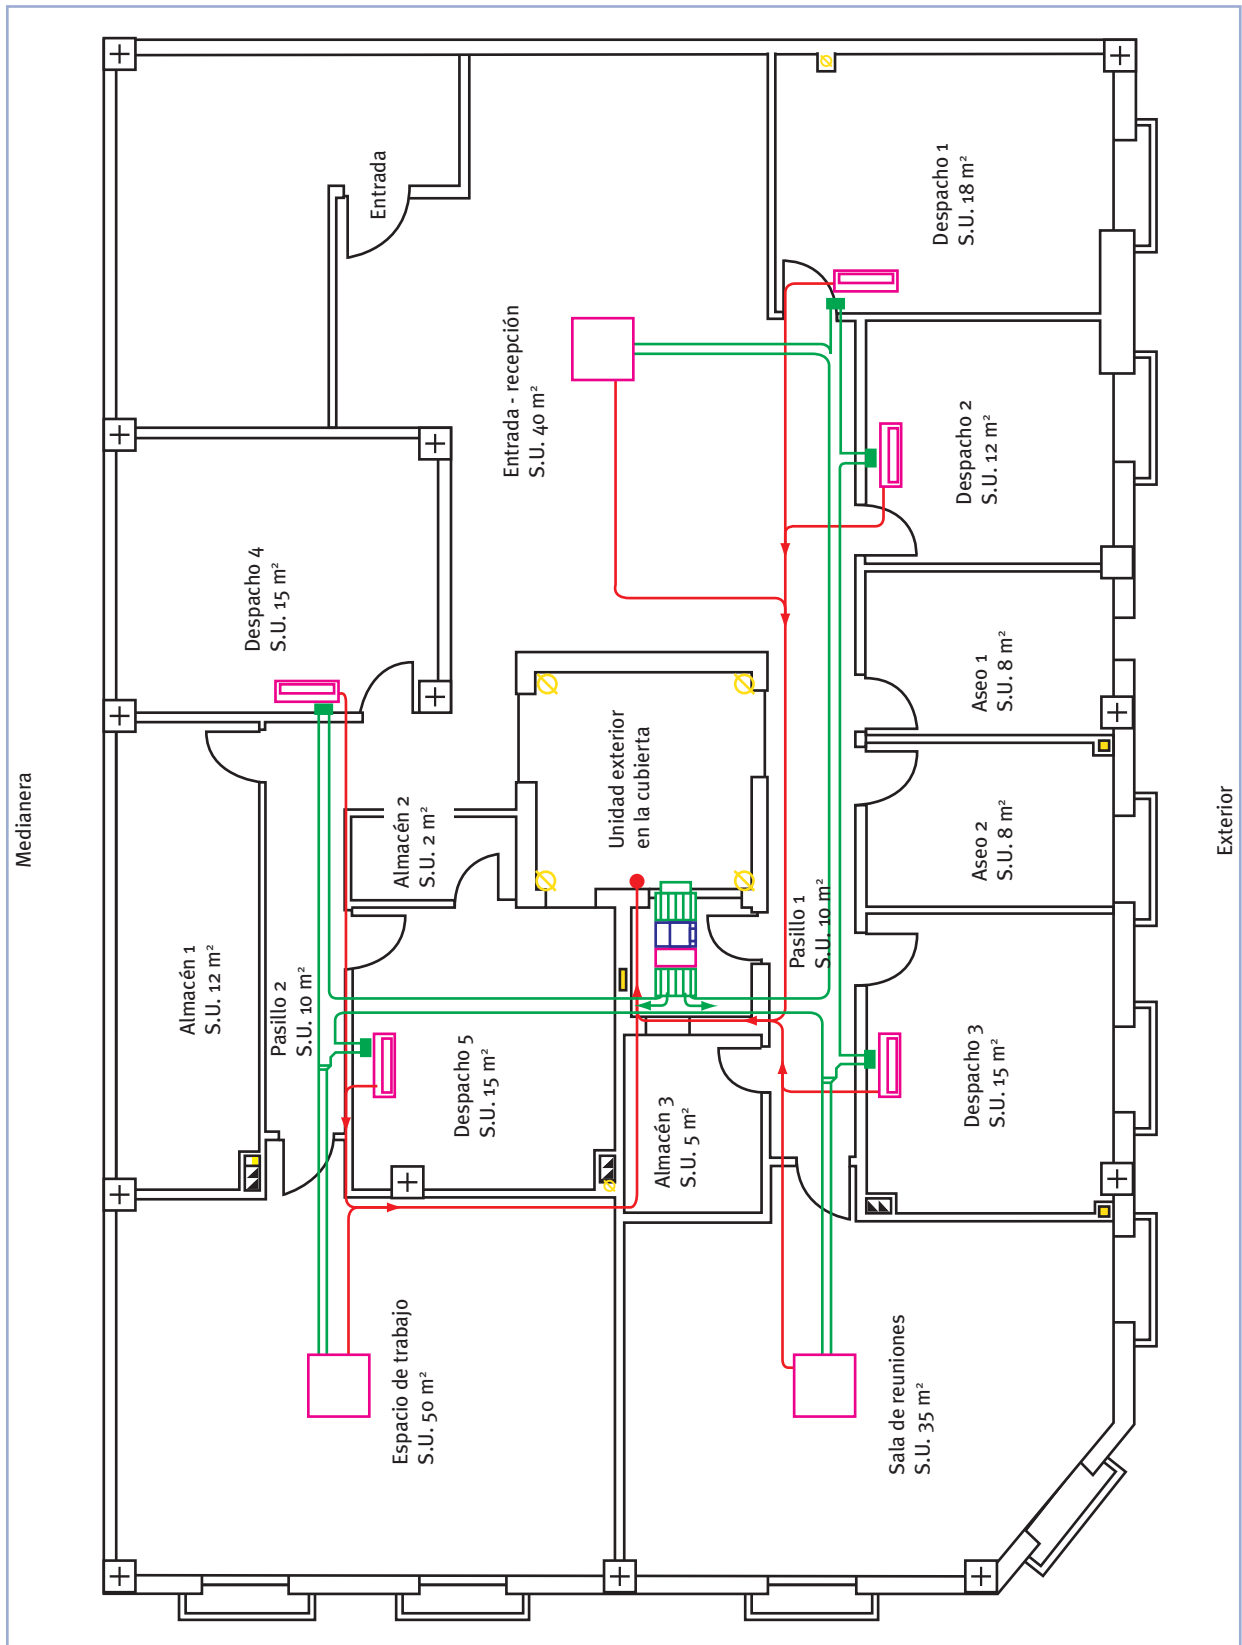 Medianera
Entrada
Despacho 1
S.U. 18 m²
Entrada - recepción
S.U. 40 m²
Despacho 2
S.U. 12 m²
Despacho 4
S.U. 15 m²
Aseo 1
S.U. 8 m²
Unidad exterior
en la cubierta
Almacén 2
S.U. 2 m²
Aseo 2
S.U. 8 m²
Pasillo 1
S.U. 10 m²
Almacén 1
S.U. 12 m²
Pasillo 2
S.U. 10 m²
Despacho 5
S.U. 15 m²
Despacho 3
S.U. 15 m²
Almacén 3
S.U. 5 m²
Espacio de trabajo
S.U. 50 m²
Sala de reuniones
S.U. 35 m²
Exterior